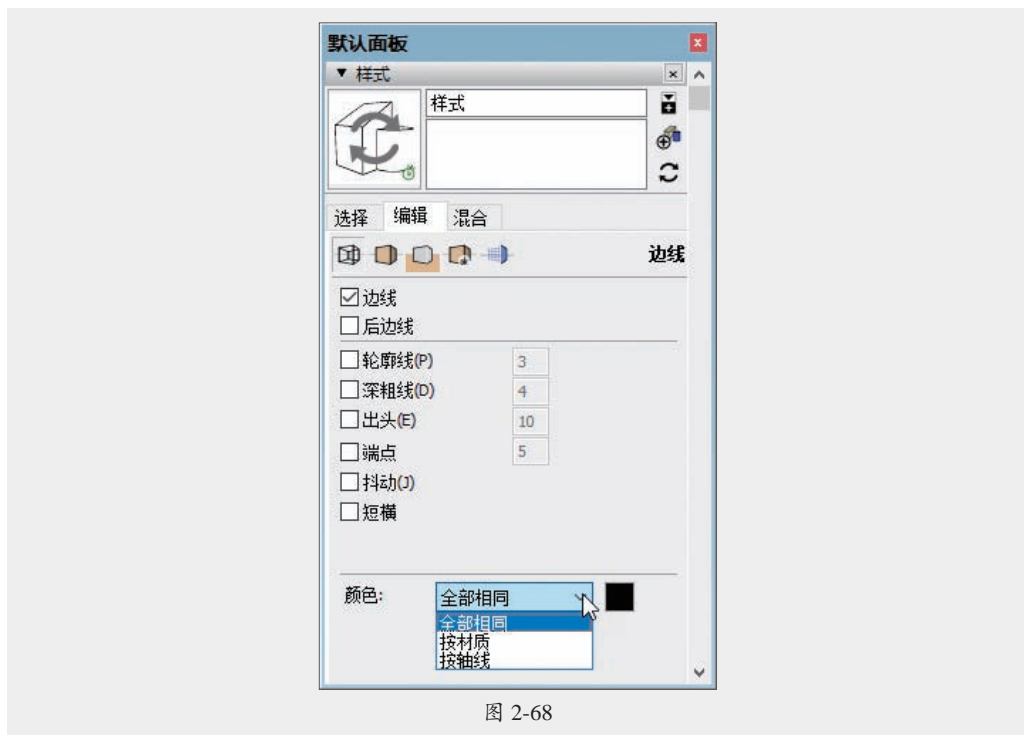 默认面板
样式
样式
选择 编辑 混合
边线
边线
后边线
轮廓线(P) 3
深粗线(D) 4
出头(E) 10
端点 5
抖动(J)
短横
颜色: 全部相同
全部相同
按材质
按轴线
图 2-68